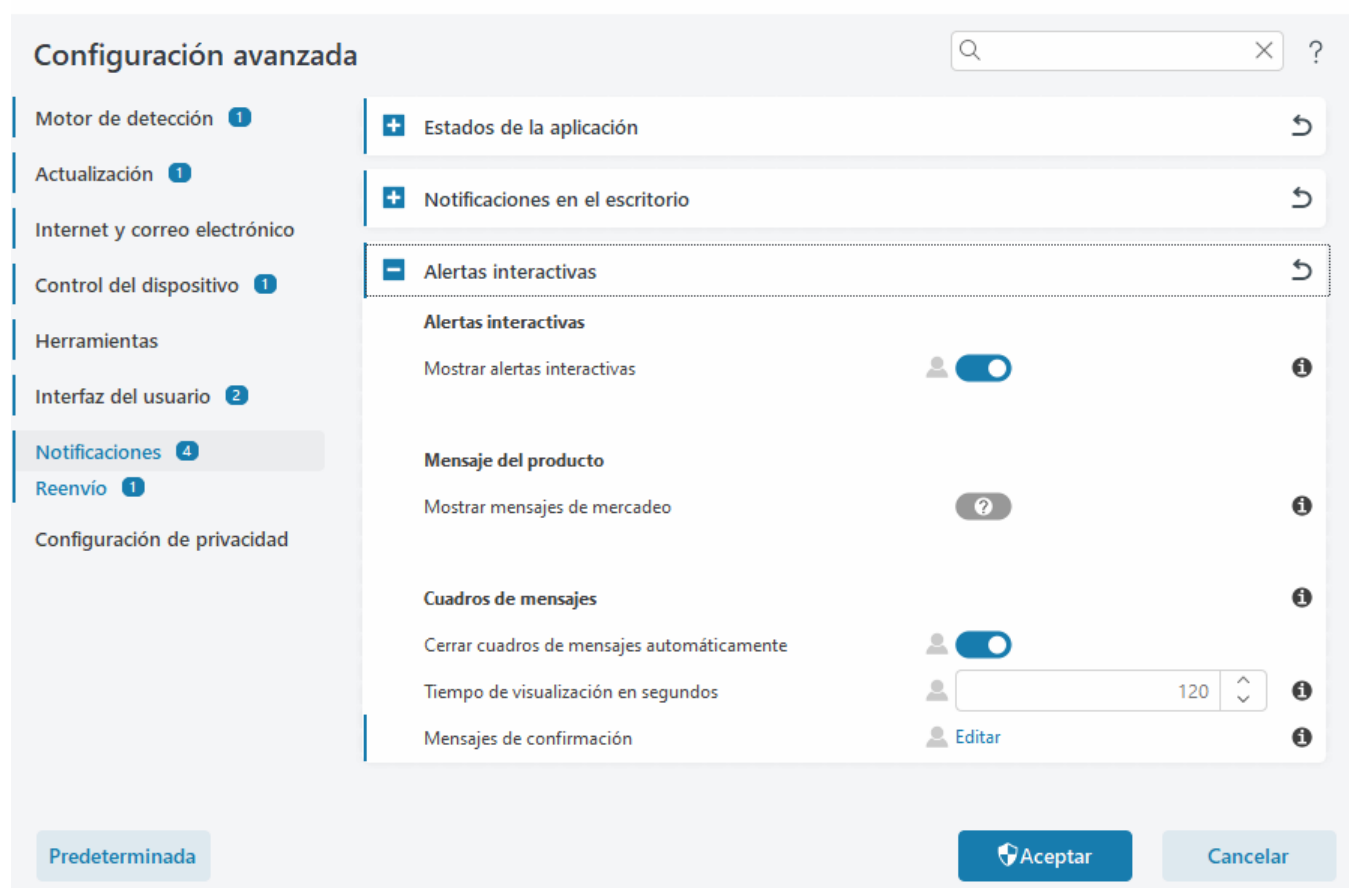 Configuración avanzada
?
Motor de detección 1
Actualización 1
Internet y correo electrónico
Control del dispositivo 1
Herramientas
Interfaz del usuario 2
Notificaciones 4
Reenvío 1
Configuración de privacidad
Estados de la aplicación
Notificaciones en el escritorio
Alertas interactivas
Alertas interactivas
Mostrar alertas interactivas
Mensaje del producto
Mostrar mensajes de mercadeo ?
Cuadros de mensajes
Cerrar cuadros de mensajes automáticamente
Tiempo de visualización en segundos 120
Mensajes de confirmación Editar
Predeterminada
Aceptar
Cancelar